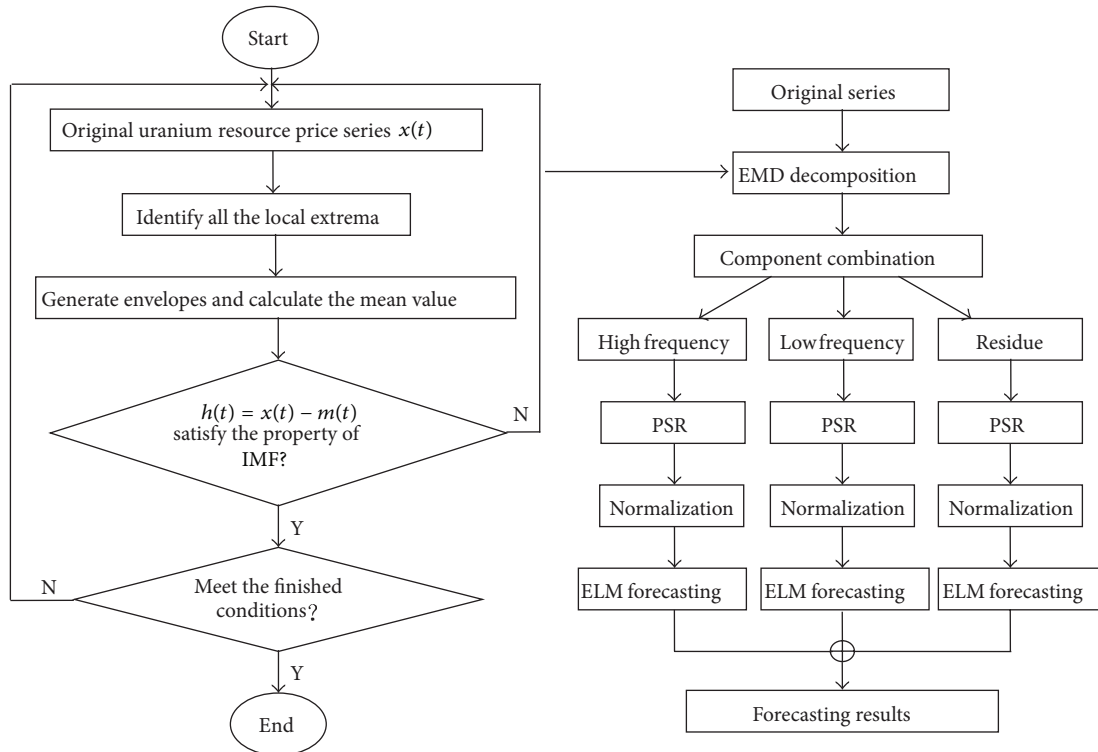 Start
Original uranium resource price series x(t)
Identify all the local extrema
Generate envelopes and calculate the mean value
h(t) = x(t) − m(t)
satisfy the property of
IMF?
N
Y
Meet the finished
conditions?
N
Y
End
Original series
EMD decomposition
Component combination
High frequency
Low frequency
Residue
PSR
PSR
PSR
Normalization
Normalization
Normalization
ELM forecasting
ELM forecasting
ELM forecasting
Forecasting results